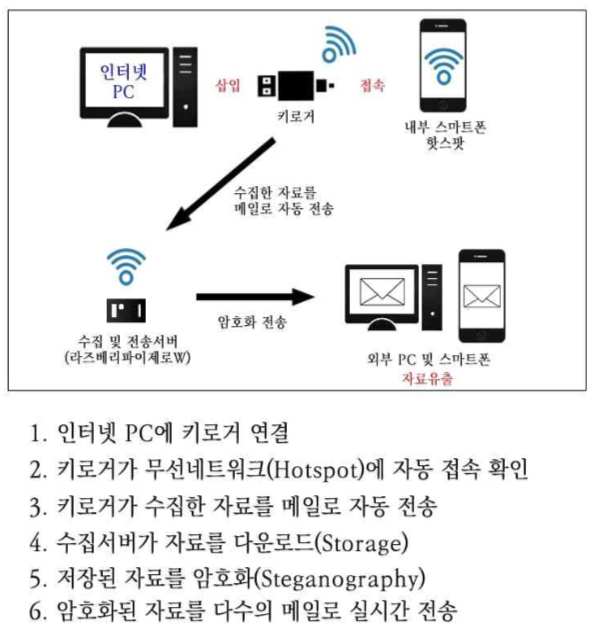 인터넷
PC
삽입
접속
키로거
내부 스마트폰
핫스팟
수집한 자료를
메일로 자동 전송
암호화 전송
수집 및 전송서버
(라즈베리파이제로W)
외부 PC 및 스마트폰
자료유출
1. 인터넷 PC에 키로거 연결
2. 키로거가 무선네트워크(Hotspot)에 자동 접속 확인
3. 키로거가 수집한 자료를 메일로 자동 전송
4. 수집서버가 자료를 다운로드(Storage)
5. 저장된 자료를 암호화(Steganography)
6. 암호화된 자료를 다수의 메일로 실시간 전송